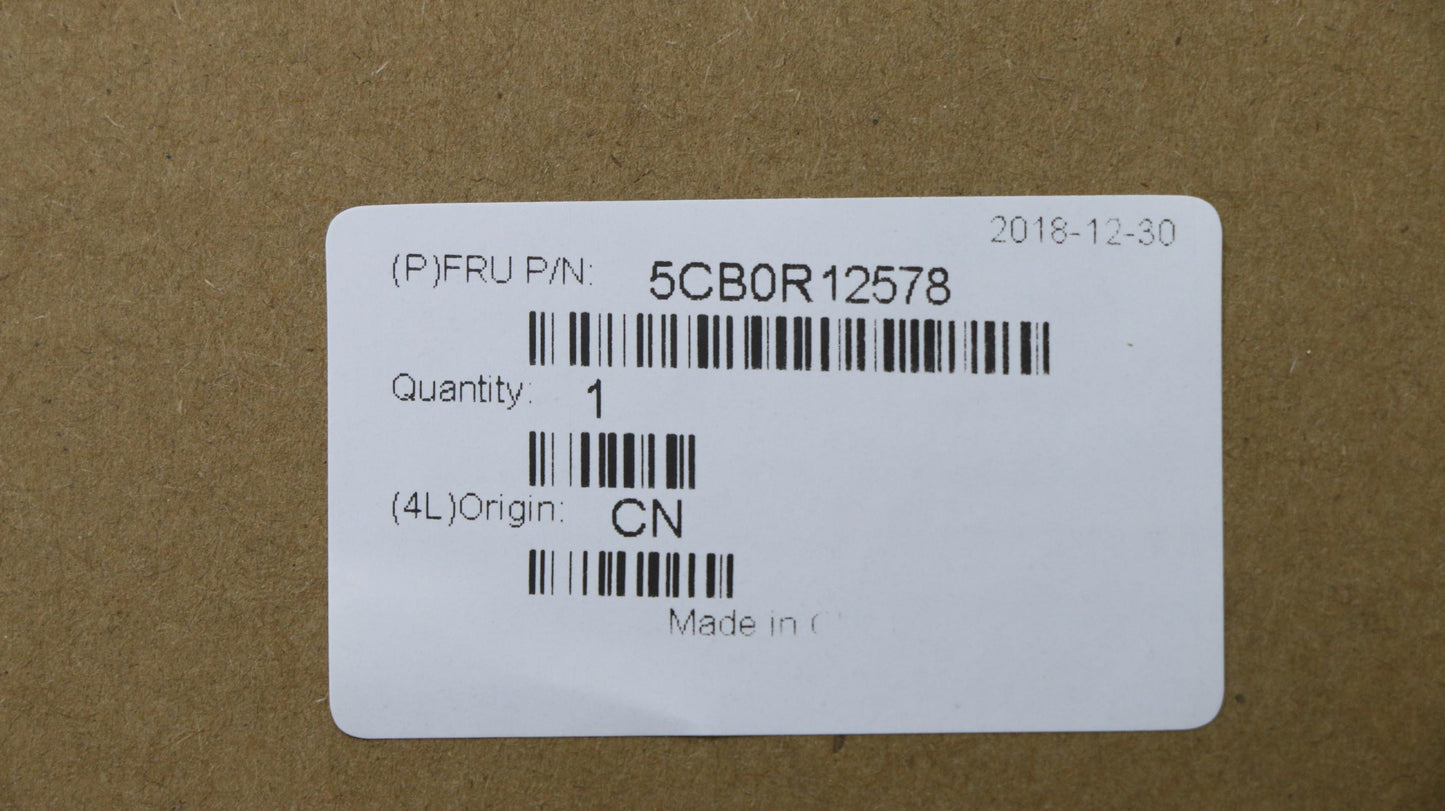 2018-12-30
(P)FRU P/N: 5CB0R12578
Quantity: 1
(4L)Origin: CN
Made in